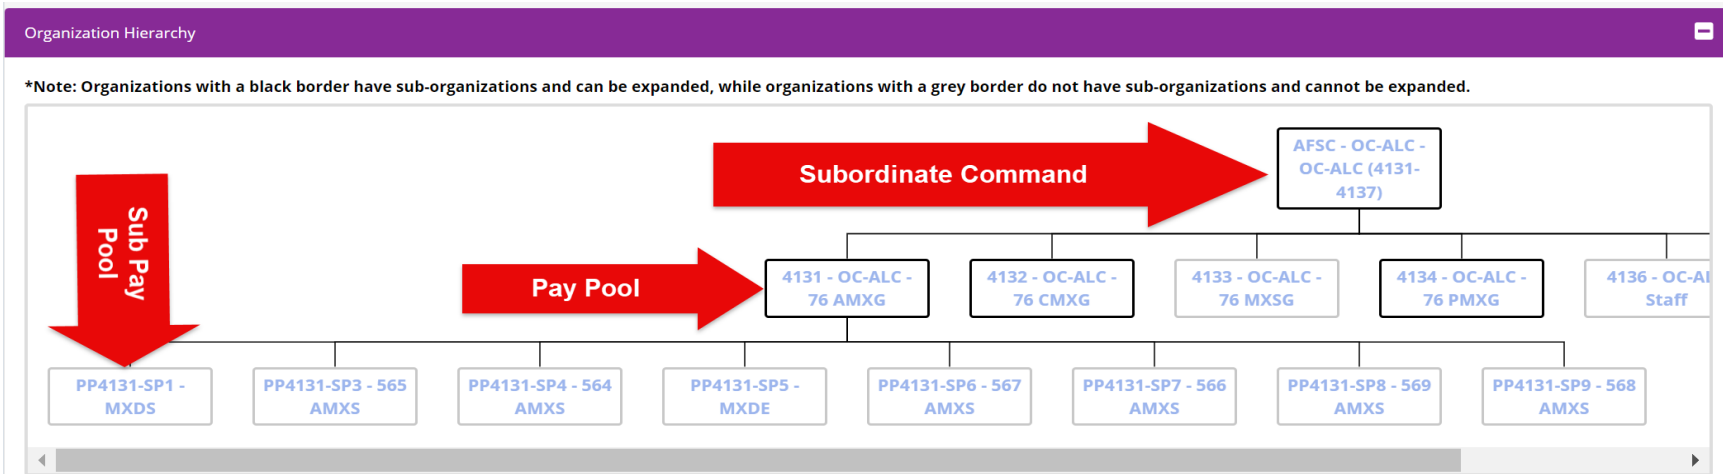 Organization Hierarchy
*Note: Organizations with a black border have sub-organizations and can be expanded, while organizations with a grey border do not have sub-organizations and cannot be expanded.
Subordinate Command
AFSC - OC-ALC -
OC-ALC (4131-
4137)
Sub Pay
Pool
Pay Pool
4131 - OC-ALC -
76 AMXG
4132 - OC-ALC -
76 CMXG
4133 - OC-ALC -
76 MXSG
4134 - OC-ALC -
76 PMXG
4136 - OC-AL
Staff
PP4131-SP1 -
MXDS
PP4131-SP3 - 565
AMXS
PP4131-SP4 - 564
AMXS
PP4131-SP5 -
MXDE
PP4131-SP6 - 567
AMXS
PP4131-SP7 - 566
AMXS
PP4131-SP8 - 569
AMXS
PP4131-SP9 - 568
AMXS